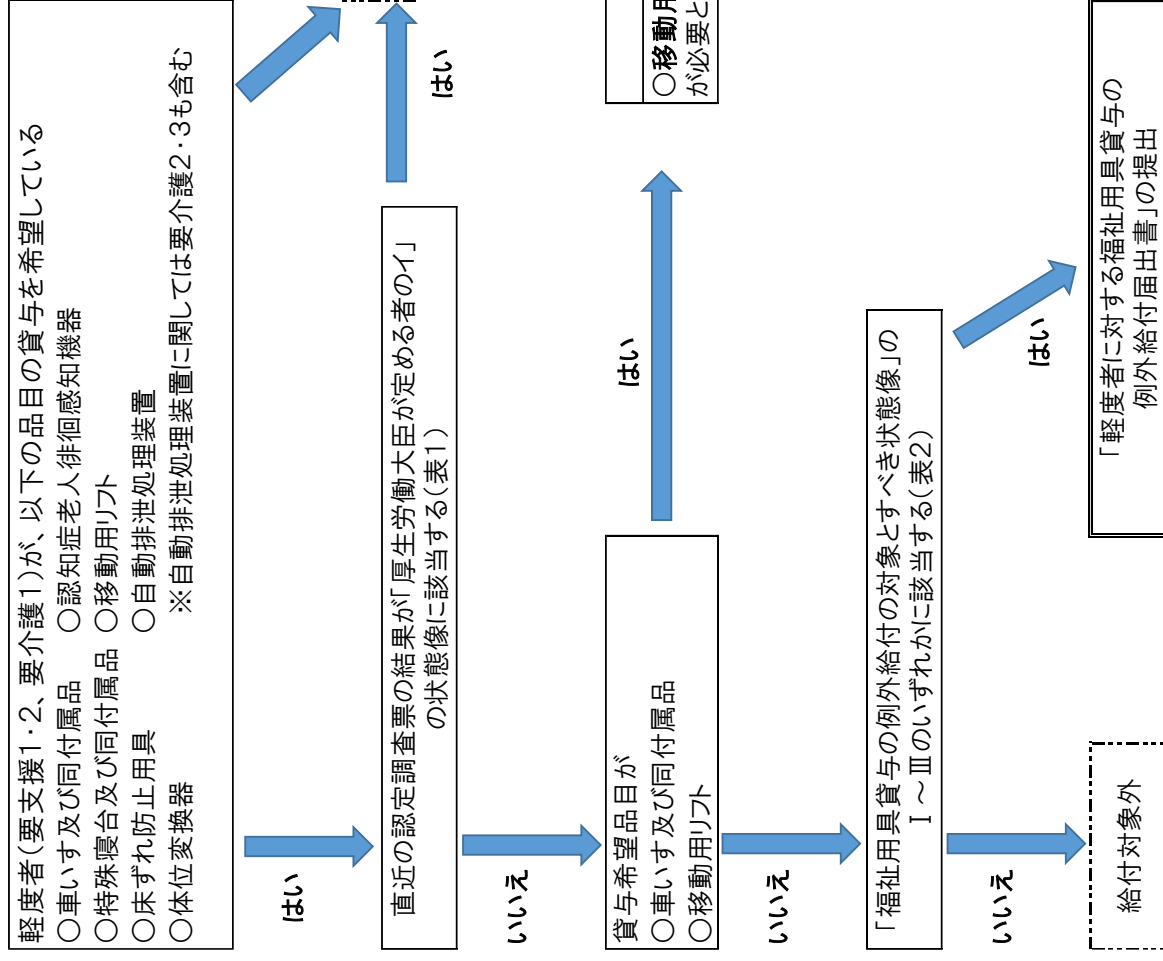 軽度者(要支援1・2、要介護1)が、以下の品目の貸与を希望している
○車いす及び同付属品 ○認知症老人徘徊感知機器
○特殊寝台及び同付属品 ○移動用リフト
○床ずれ防止用具 ○自動排泄処理装置
○体位変換器 ※自動排泄処理装置に関しては要介護2・3も含む
はい
直近の認定調査票の結果が「厚生労働大臣が定める者のイ」
の状態像に該当する(表1)
はい
いいえ
貸与希望品目が
○車いす及び同付属品
○移動用リフト
はい
○移動用
が必要と
いいえ
「福祉用具貸与の例外給付の対象とすべき状態像」の
Ⅰ~Ⅲのいずれかに該当する(表2)
はい
いいえ
「軽度者に対する福祉用具貸与の
例外給付届出書」の提出
給付対象外